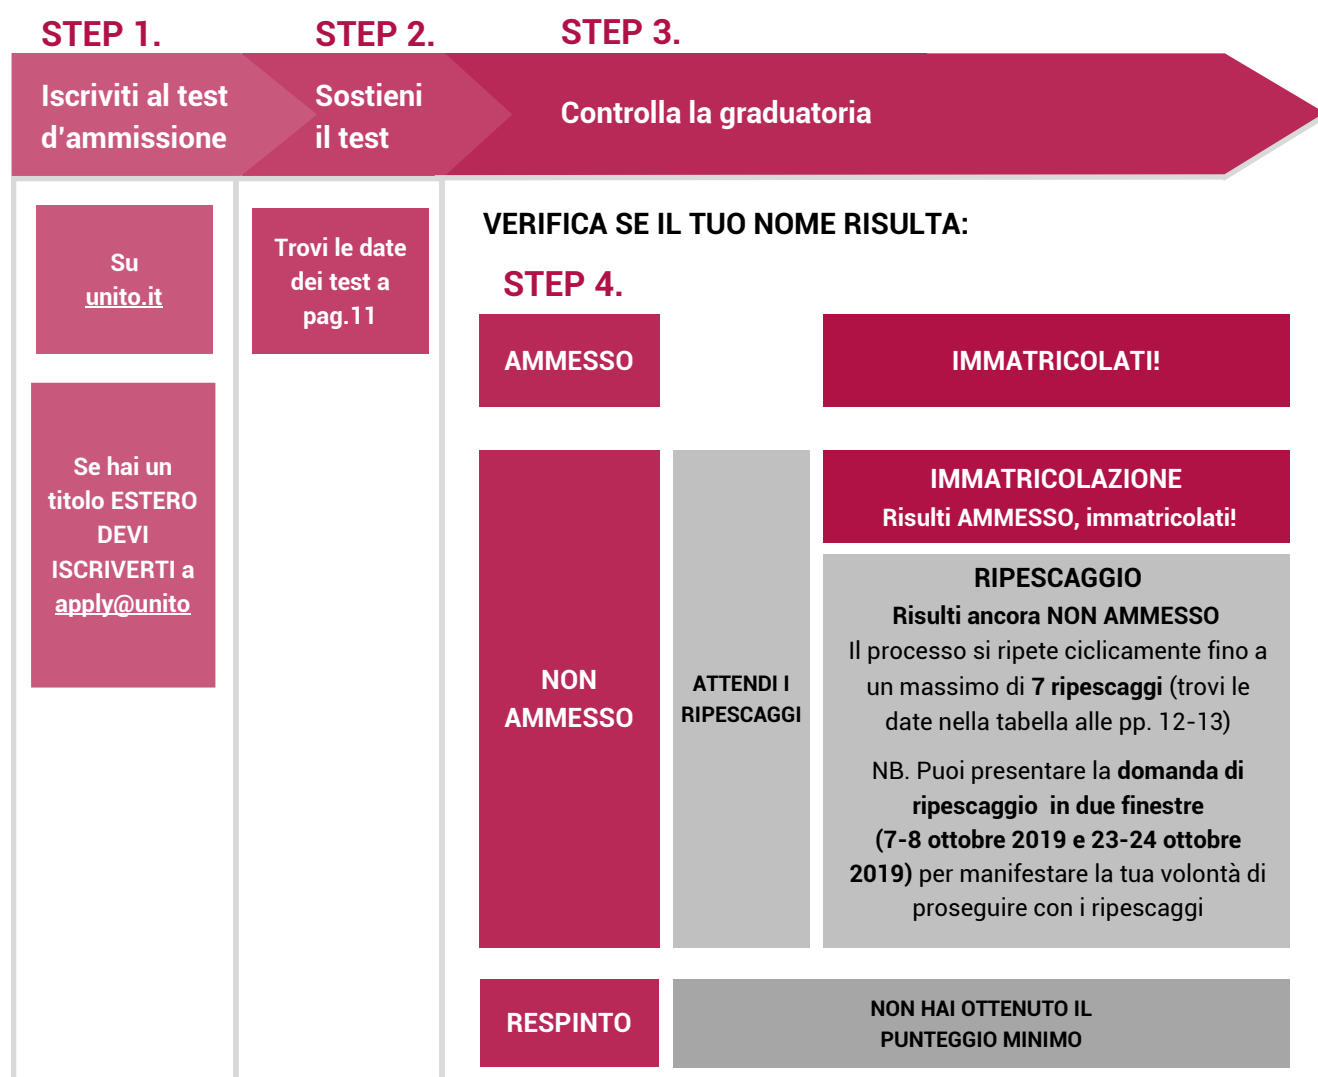 STEP 1.
Iscriviti al test
d'ammissione
Su
unito.it
Se hai un
titolo ESTERO
DEVI
ISCRIVERTI a
apply@unito
STEP 2.
Sostieni
il test
Trovi le date
dei test a
pag.11
STEP 3.
Controlla la graduatoria
VERIFICA SE IL TUO NOME RISULTA:
STEP 4.
AMMESSO
IMMATRICOLATI!
NON
AMMESSO
ATTENDI I
RIPESCAGGI
IMMATRICOLAZIONE
Risulti AMMESSO, immatricolati!
RIPESCAGGIO
Risulti ancora NON AMMESSO
Il processo si ripete ciclicamente fino a
un massimo di 7 ripescaggi (trovi le
date nella tabella alle pp. 12-13)
NB. Puoi presentare la domanda di
ripescaggio in due finestre
(7-8 ottobre 2019 e 23-24 ottobre
2019) per manifestare la tua volontà di
proseguire con i ripescaggi
RESPINTO
NON HAI OTTENUTO IL
PUNTEGGIO MINIMO